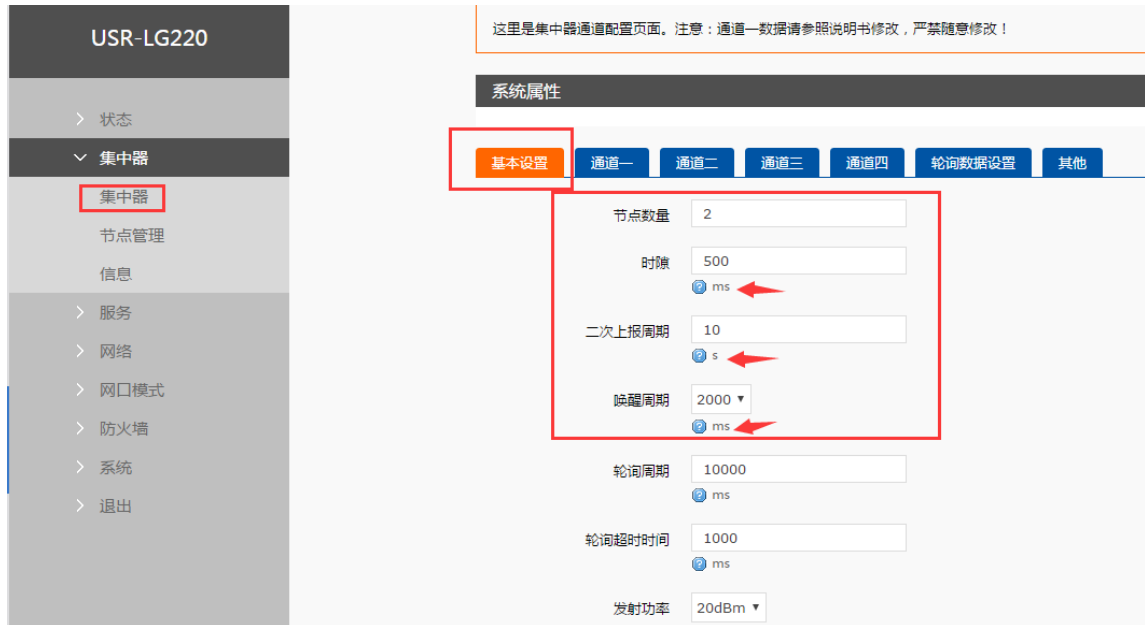 USR-LG220
状态
集中器
集中器
节点管理
信息
服务
网络
网口模式
防火墙
系统
退出
这里是集中器通道配置页面。注意：通道一数据请参照说明书修改，严禁随意修改！
系统属性
基本设置 通道一 通道二 通道三 通道四 轮询数据设置 其他
节点数量 2
时隙 500
ms
二次上报周期 10
s
唤醒周期 2000
ms
轮询周期 10000
ms
轮询超时时间 1000
ms
发射功率 20dBm